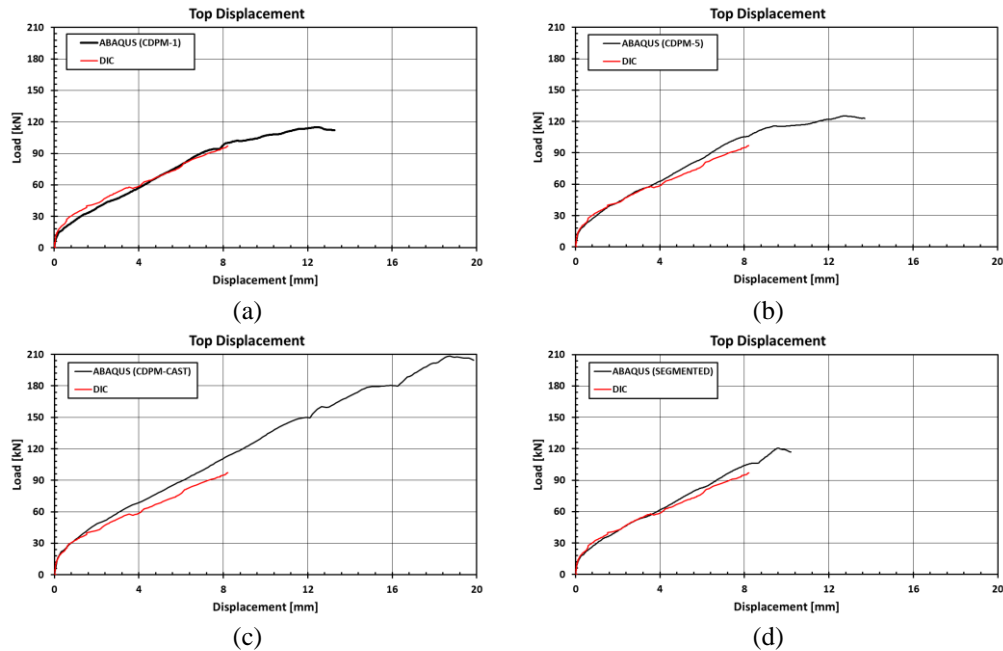 Top Displacement
210
180
150
120
90
60
30
0
Load [kN]
ABAQUS (CDPM-1)
DIC
0 4 8 12 16 20
Displacement [mm]
(a)
Top Displacement
210
180
150
120
90
60
30
0
Load [kN]
ABAQUS (CDPM-5)
DIC
0 4 8 12 16 20
Displacement [mm]
(b)
Top Displacement
210
180
150
120
90
60
30
0
Load [kN]
ABAQUS (CDPM-CAST)
DIC
0 4 8 12 16 20
Displacement [mm]
(c)
Top Displacement
210
180
150
120
90
60
30
0
Load [kN]
ABAQUS (SEGMENTED)
DIC
0 4 8 12 16 20
Displacement [mm]
(d)